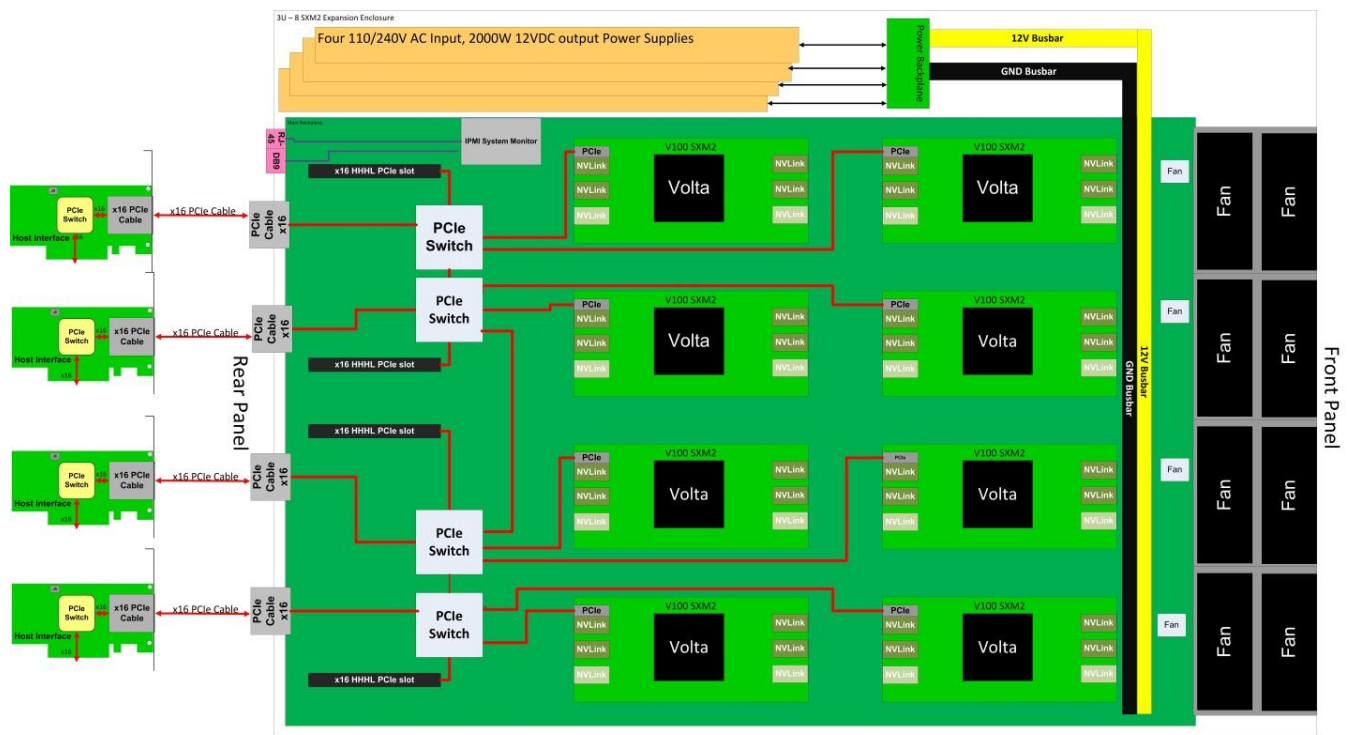 3U – 8 SXM2 Expansion Enclosure
Four 110/240V AC Input, 2000W 12VDC output Power Supplies
Power Backplane
12V Busbar
GND Busbar
Main Backplane
RJ-
45
DB9
IPMI System Monitor
x16 HHHL PCIe slot
PCIe
Switch
x16
x16 PCIe
Cable
Host Interface
x16
x16 PCIe Cable
PCIe
Cable
x16
PCIe
Switch
PCIe
V100 SXM2
NVLink
NVLink
NVLink
Volta
NVLink
NVLink
NVLink
PCIe
V100 SXM2
NVLink
NVLink
NVLink
Volta
NVLink
NVLink
NVLink
Fan
Fan
Fan
PCIe
Switch
x16
x16 PCIe
Cable
Host Interface
x16
x16 PCIe Cable
PCIe
Cable
x16
PCIe
Switch
x16 HHHL PCIe slot
PCIe
V100 SXM2
NVLink
NVLink
NVLink
Volta
NVLink
NVLink
NVLink
PCIe
V100 SXM2
NVLink
NVLink
NVLink
Volta
NVLink
NVLink
NVLink
Fan
Fan
Fan
Rear Panel
GND Busbar
12V Busbar
Front Panel
x16 HHHL PCIe slot
PCIe
Switch
x16
x16 PCIe
Cable
Host Interface
x16
x16 PCIe Cable
PCIe
Cable
x16
PCIe
Switch
PCIe
V100 SXM2
NVLink
NVLink
NVLink
Volta
NVLink
NVLink
NVLink
PCIe
V100 SXM2
NVLink
NVLink
NVLink
Volta
NVLink
NVLink
NVLink
Fan
Fan
Fan
PCIe
Switch
x16
x16 PCIe
Cable
Host Interface
x16
x16 PCIe Cable
PCIe
Cable
x16
PCIe
Switch
x16 HHHL PCIe slot
PCIe
V100 SXM2
NVLink
NVLink
NVLink
Volta
NVLink
NVLink
NVLink
PCIe
V100 SXM2
NVLink
NVLink
NVLink
Volta
NVLink
NVLink
NVLink
Fan
Fan
Fan